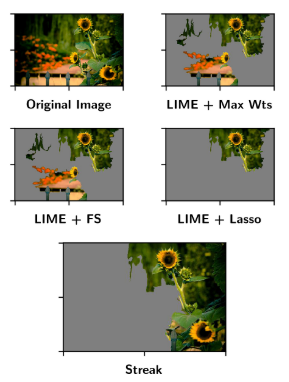 Original Image
LIME + Max Wts
LIME + FS
LIME + Lasso
Streak